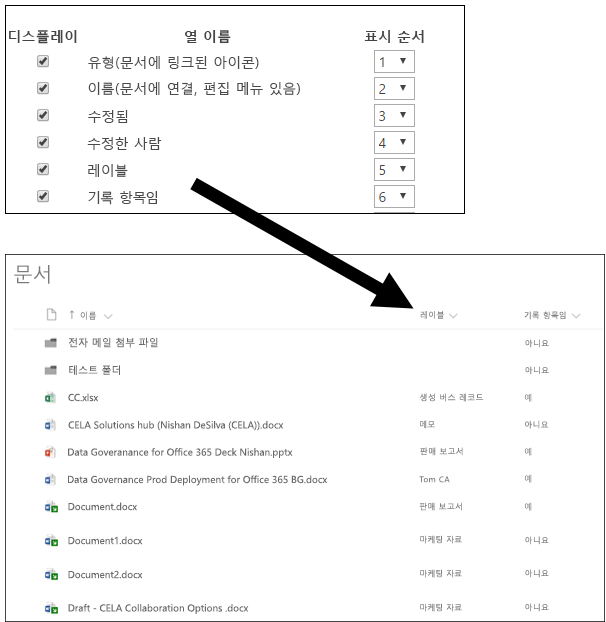 디스플레이 열 이름 표시 순서
유형(문서에 링크된 아이콘) 1
이름(문서에 연결, 편집 메뉴 있음) 2
수정됨 3
수정한 사람 4
레이블 5
기록 항목임 6
문서
↑ 이름 레이블 기록 항목임
전자 메일 첨부 파일 아니요
테스트 폴더 아니요
CC.xlsx 생성 버스 레코드 예
CELA Solutions hub (Nishan DeSilva (CELA)).docx 메모 아니요
Data Goveranance for Office 365 Deck Nishan.pptx 판매 보고서 예
Data Governance Prod Deployment for Office 365 BG.docx Tom CA 예
Document.docx 판매 보고서 예
Document1.docx 마케팅 자료 아니요
Document2.docx 마케팅 자료 아니요
Draft - CELA Collaboration Options .docx 마케팅 자료 아니요